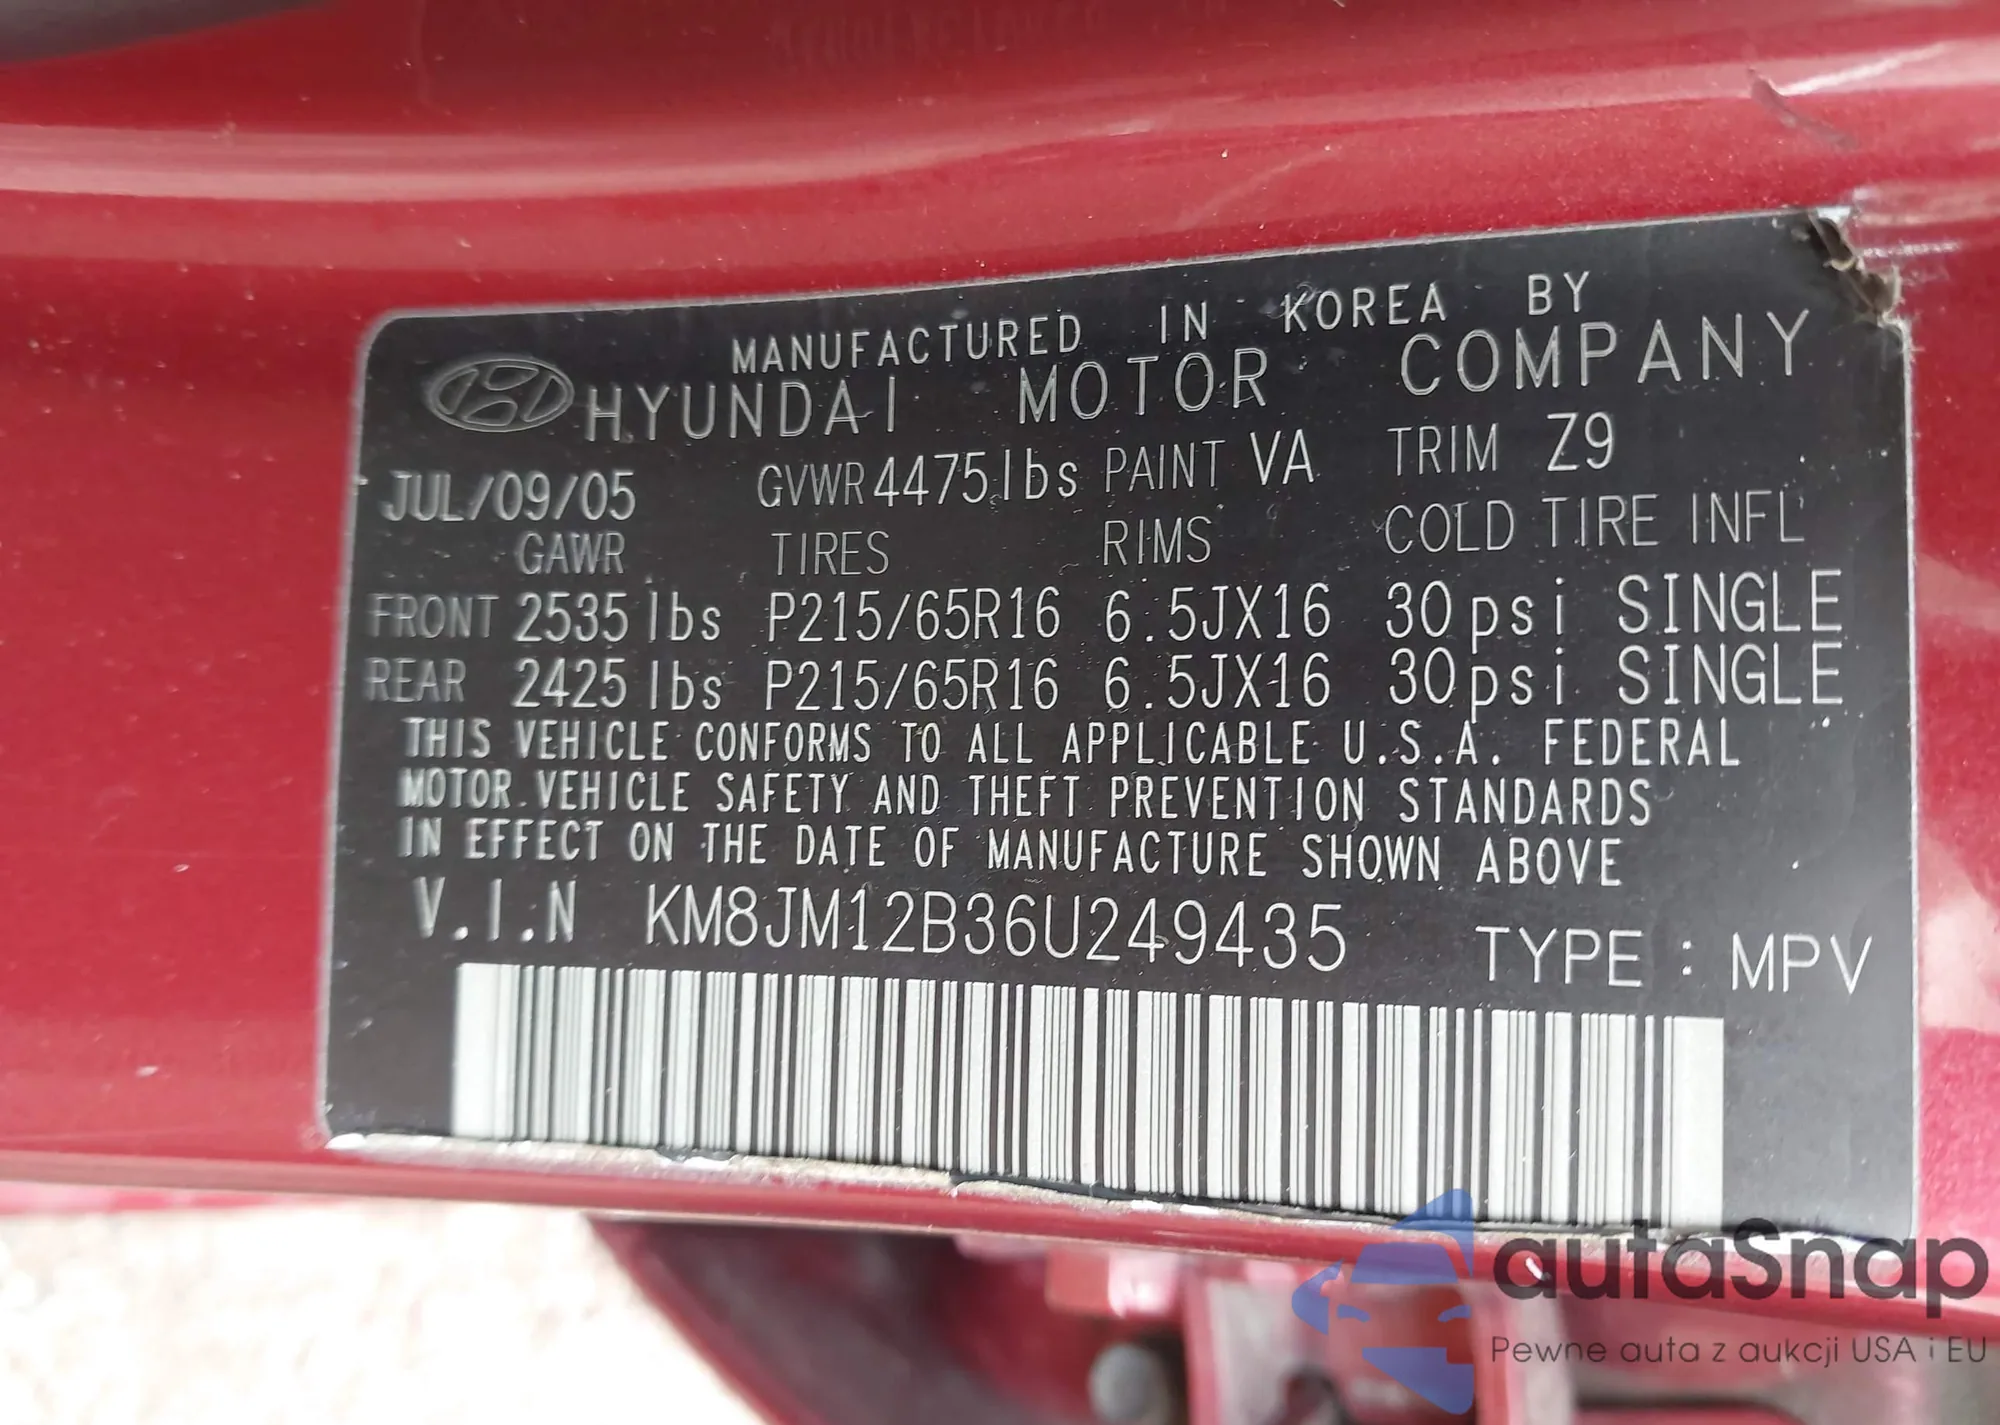 MANUFACTURED IN KOREA BY
HYUNDAI MOTOR COMPANY
JUL/09/05 GVWR 4475lbs PAINT VA TRIM Z9
GAWR TIRES RIMS COLD TIRE INFL
FRONT 2535lbs P215/65R16 6.5JX16 30psi SINGLE
REAR 2425lbs P215/65R16 6.5JX16 30psi SINGLE
THIS VEHICLE CONFORMS TO ALL APPLICABLE U.S.A. FEDERAL
MOTOR VEHICLE SAFETY AND THEFT PREVENTION STANDARDS
IN EFFECT ON THE DATE OF MANUFACTURE SHOWN ABOVE
V.I.N KM8JM12B36U249435 TYPE : MPV
autaSnap
Pewne auta z aukcji USA i EU